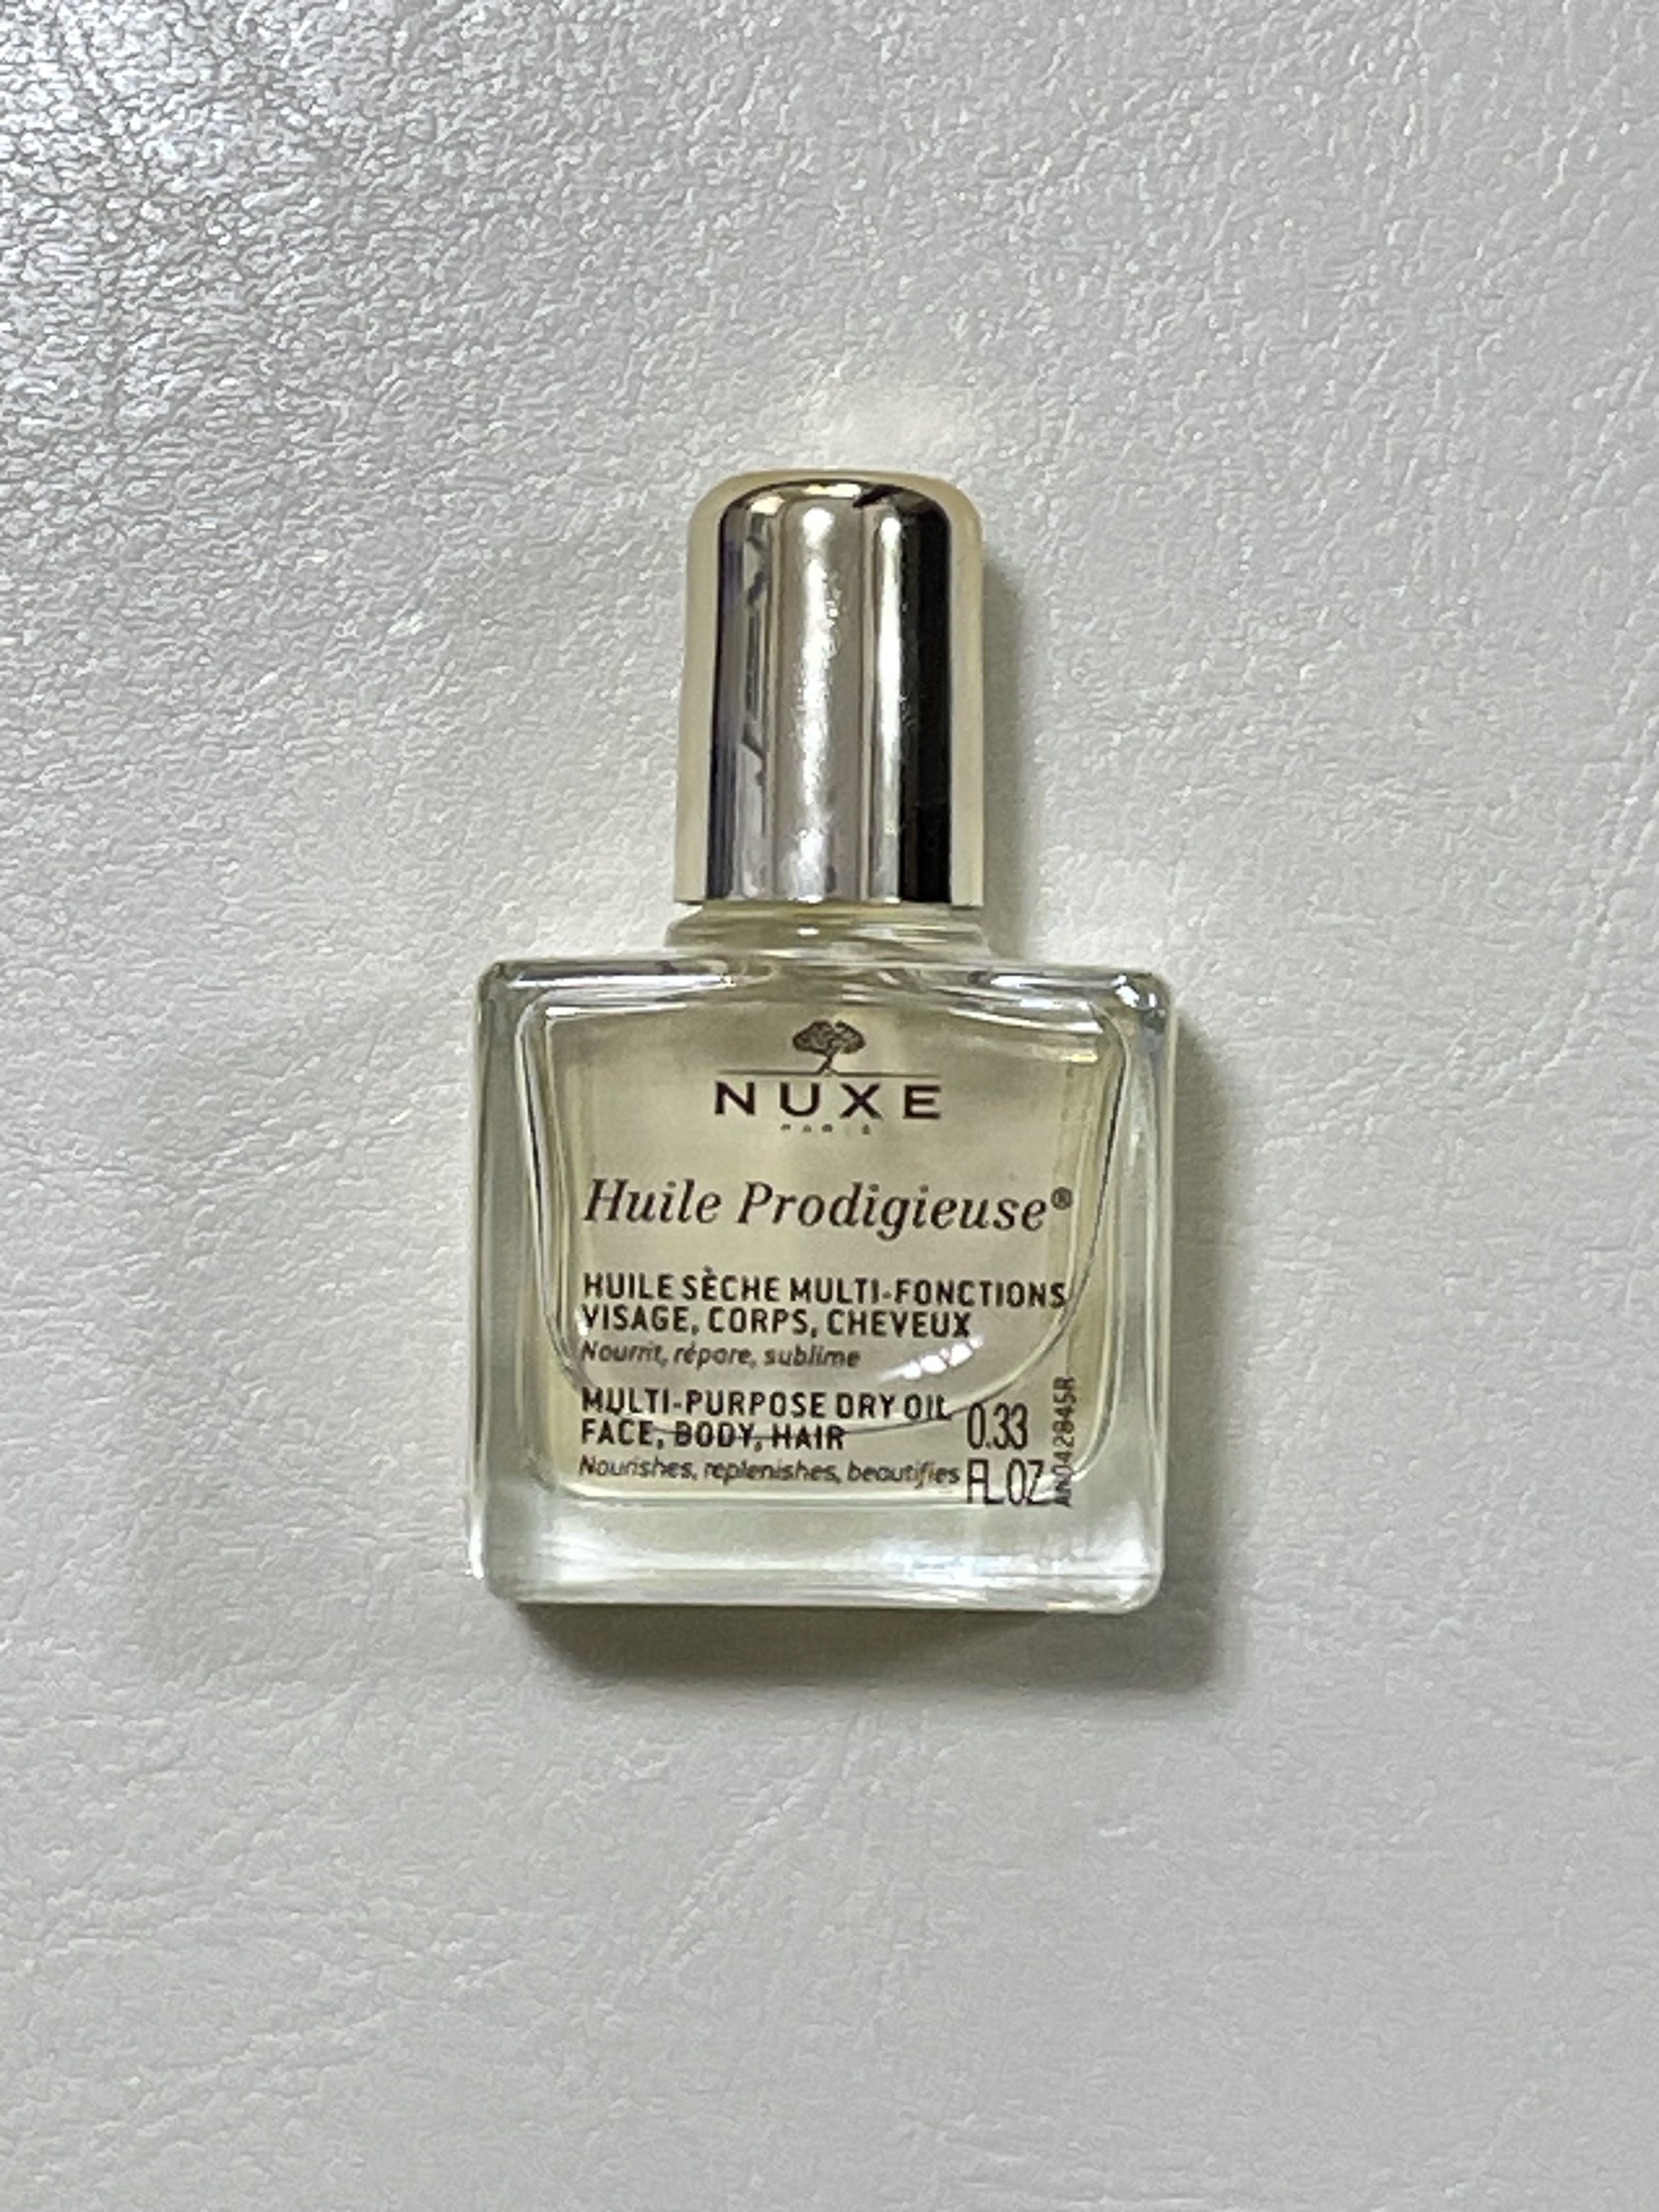 NUXE
PARIS
Huile Prodigieuse®
HUILE SÈCHE MULTI-FONCTIONS
VISAGE, CORPS, CHEVEUX
Nourrit, répare, sublime
MULTI-PURPOSE DRY OIL
FACE, BODY, HAIR
Nourishes, replenishes, beautifies
0.33
FL.OZ
AN042845R